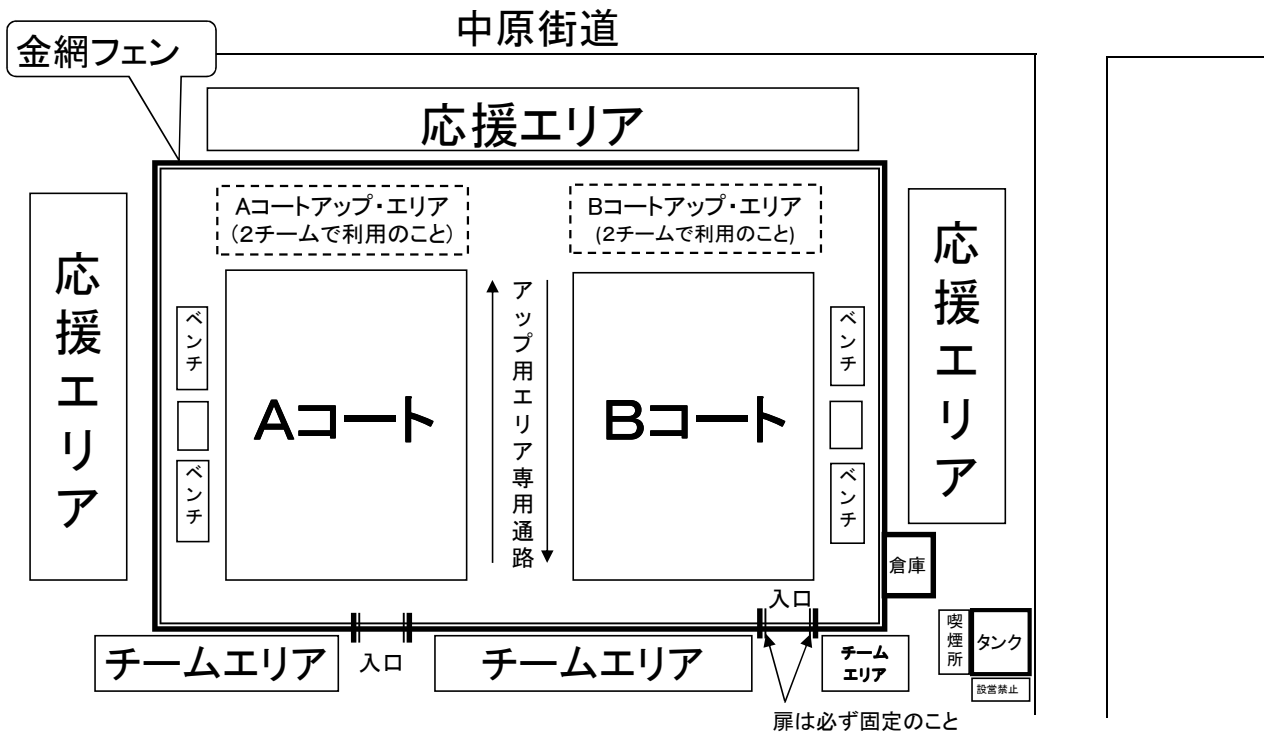 中原街道
金網フェン
応援エリア
Aコートアップ・エリア
（2チームで利用のこと）
Bコートアップ・エリア
(2チームで利用のこと)
応援エリア
応援エリア
ベンチ
ベンチ
Aコート
アップ用エリア専用通路
Bコート
ベンチ
ベンチ
倉庫
入口
チームエリア
入口
チームエリア
チーム
エリア
喫煙所
タンク
設営禁止
扉は必ず固定のこと